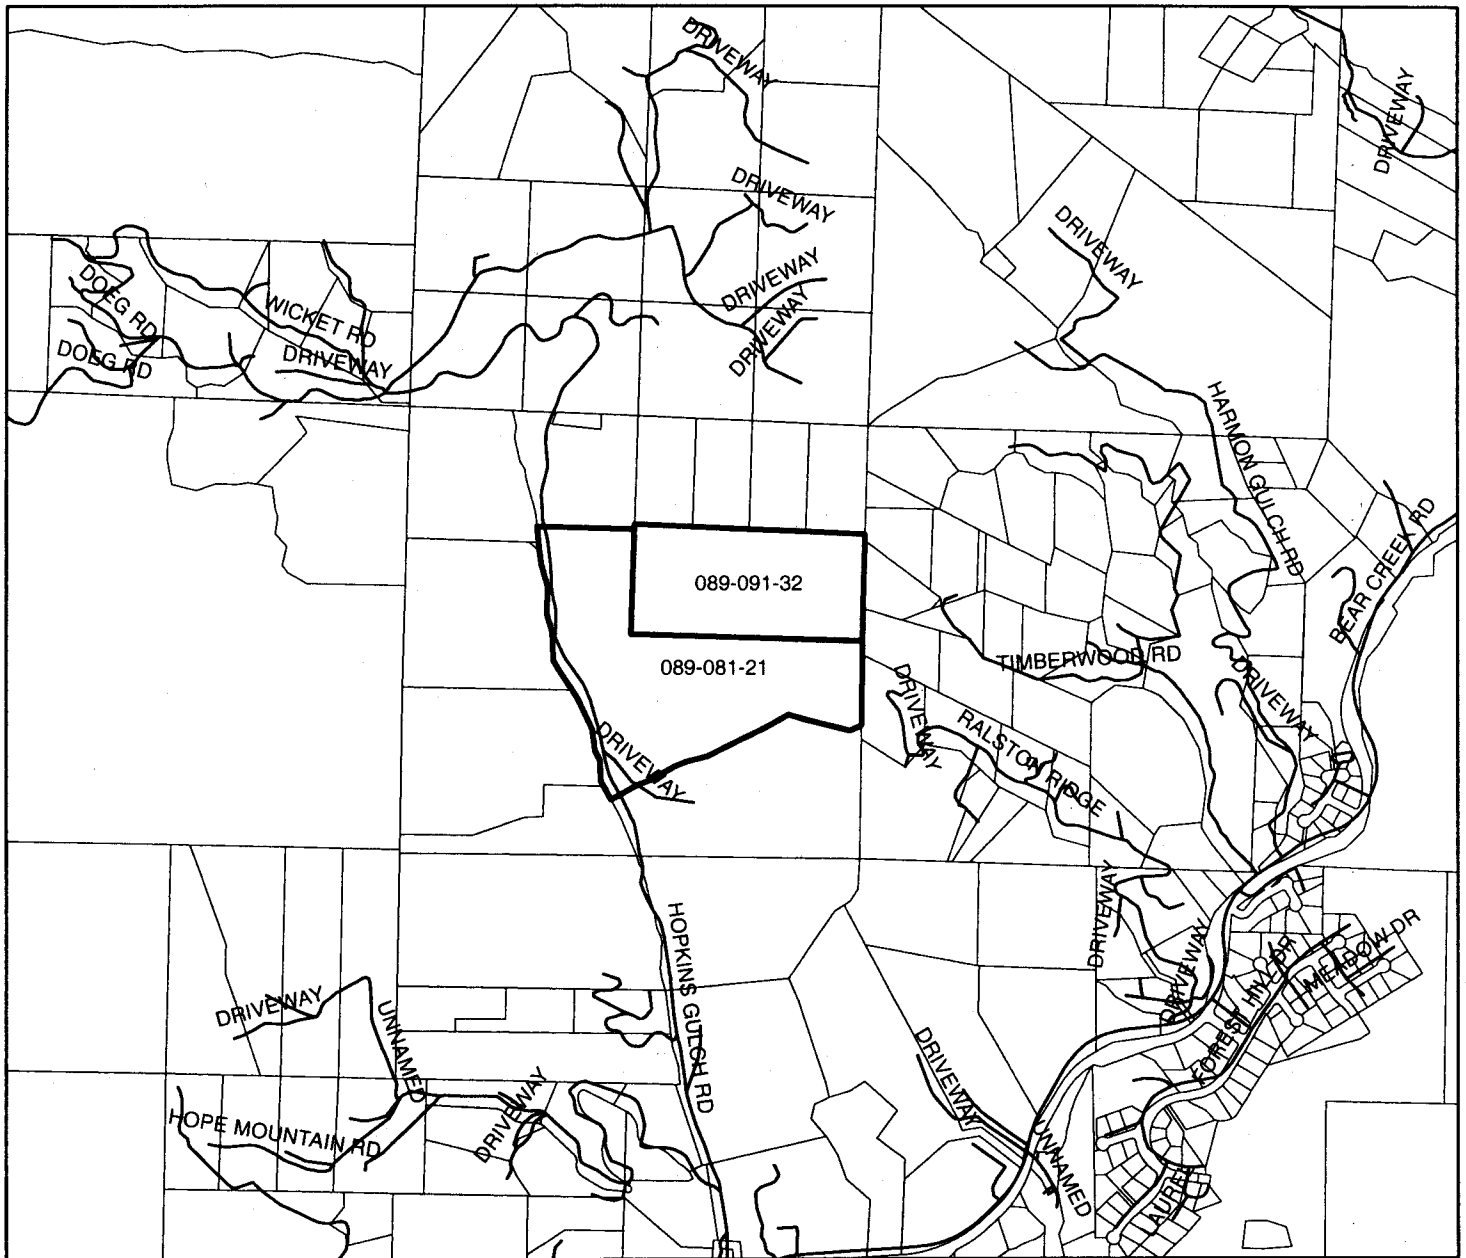 DRIVEWAY
DRIVEWAY
DRIVEWAY
DRIVEWAY
DRIVEWAY
DRIVEWAY
DRIVEWAY
DOEG RD
WICKET RD
DOEG RD
DRIVEWAY
HARMON GULCH RD
BEAR CREEK RD
089-091-32
089-081-21
TIMBERWOOD RD
DRIVEWAY
DRIVEWAY
DRIVEWAY
RALSTON RIDGE
DRIVEWAY
DRIVEWAY
DRIVEWAY
HOPKINS GULCH RD
FOREST HILL DR
MEADOW DR
DRIVEWAY
UNNAMED
DRIVEWAY
DRIVEWAY
HOPE MOUNTAIN RD
UNNAMED